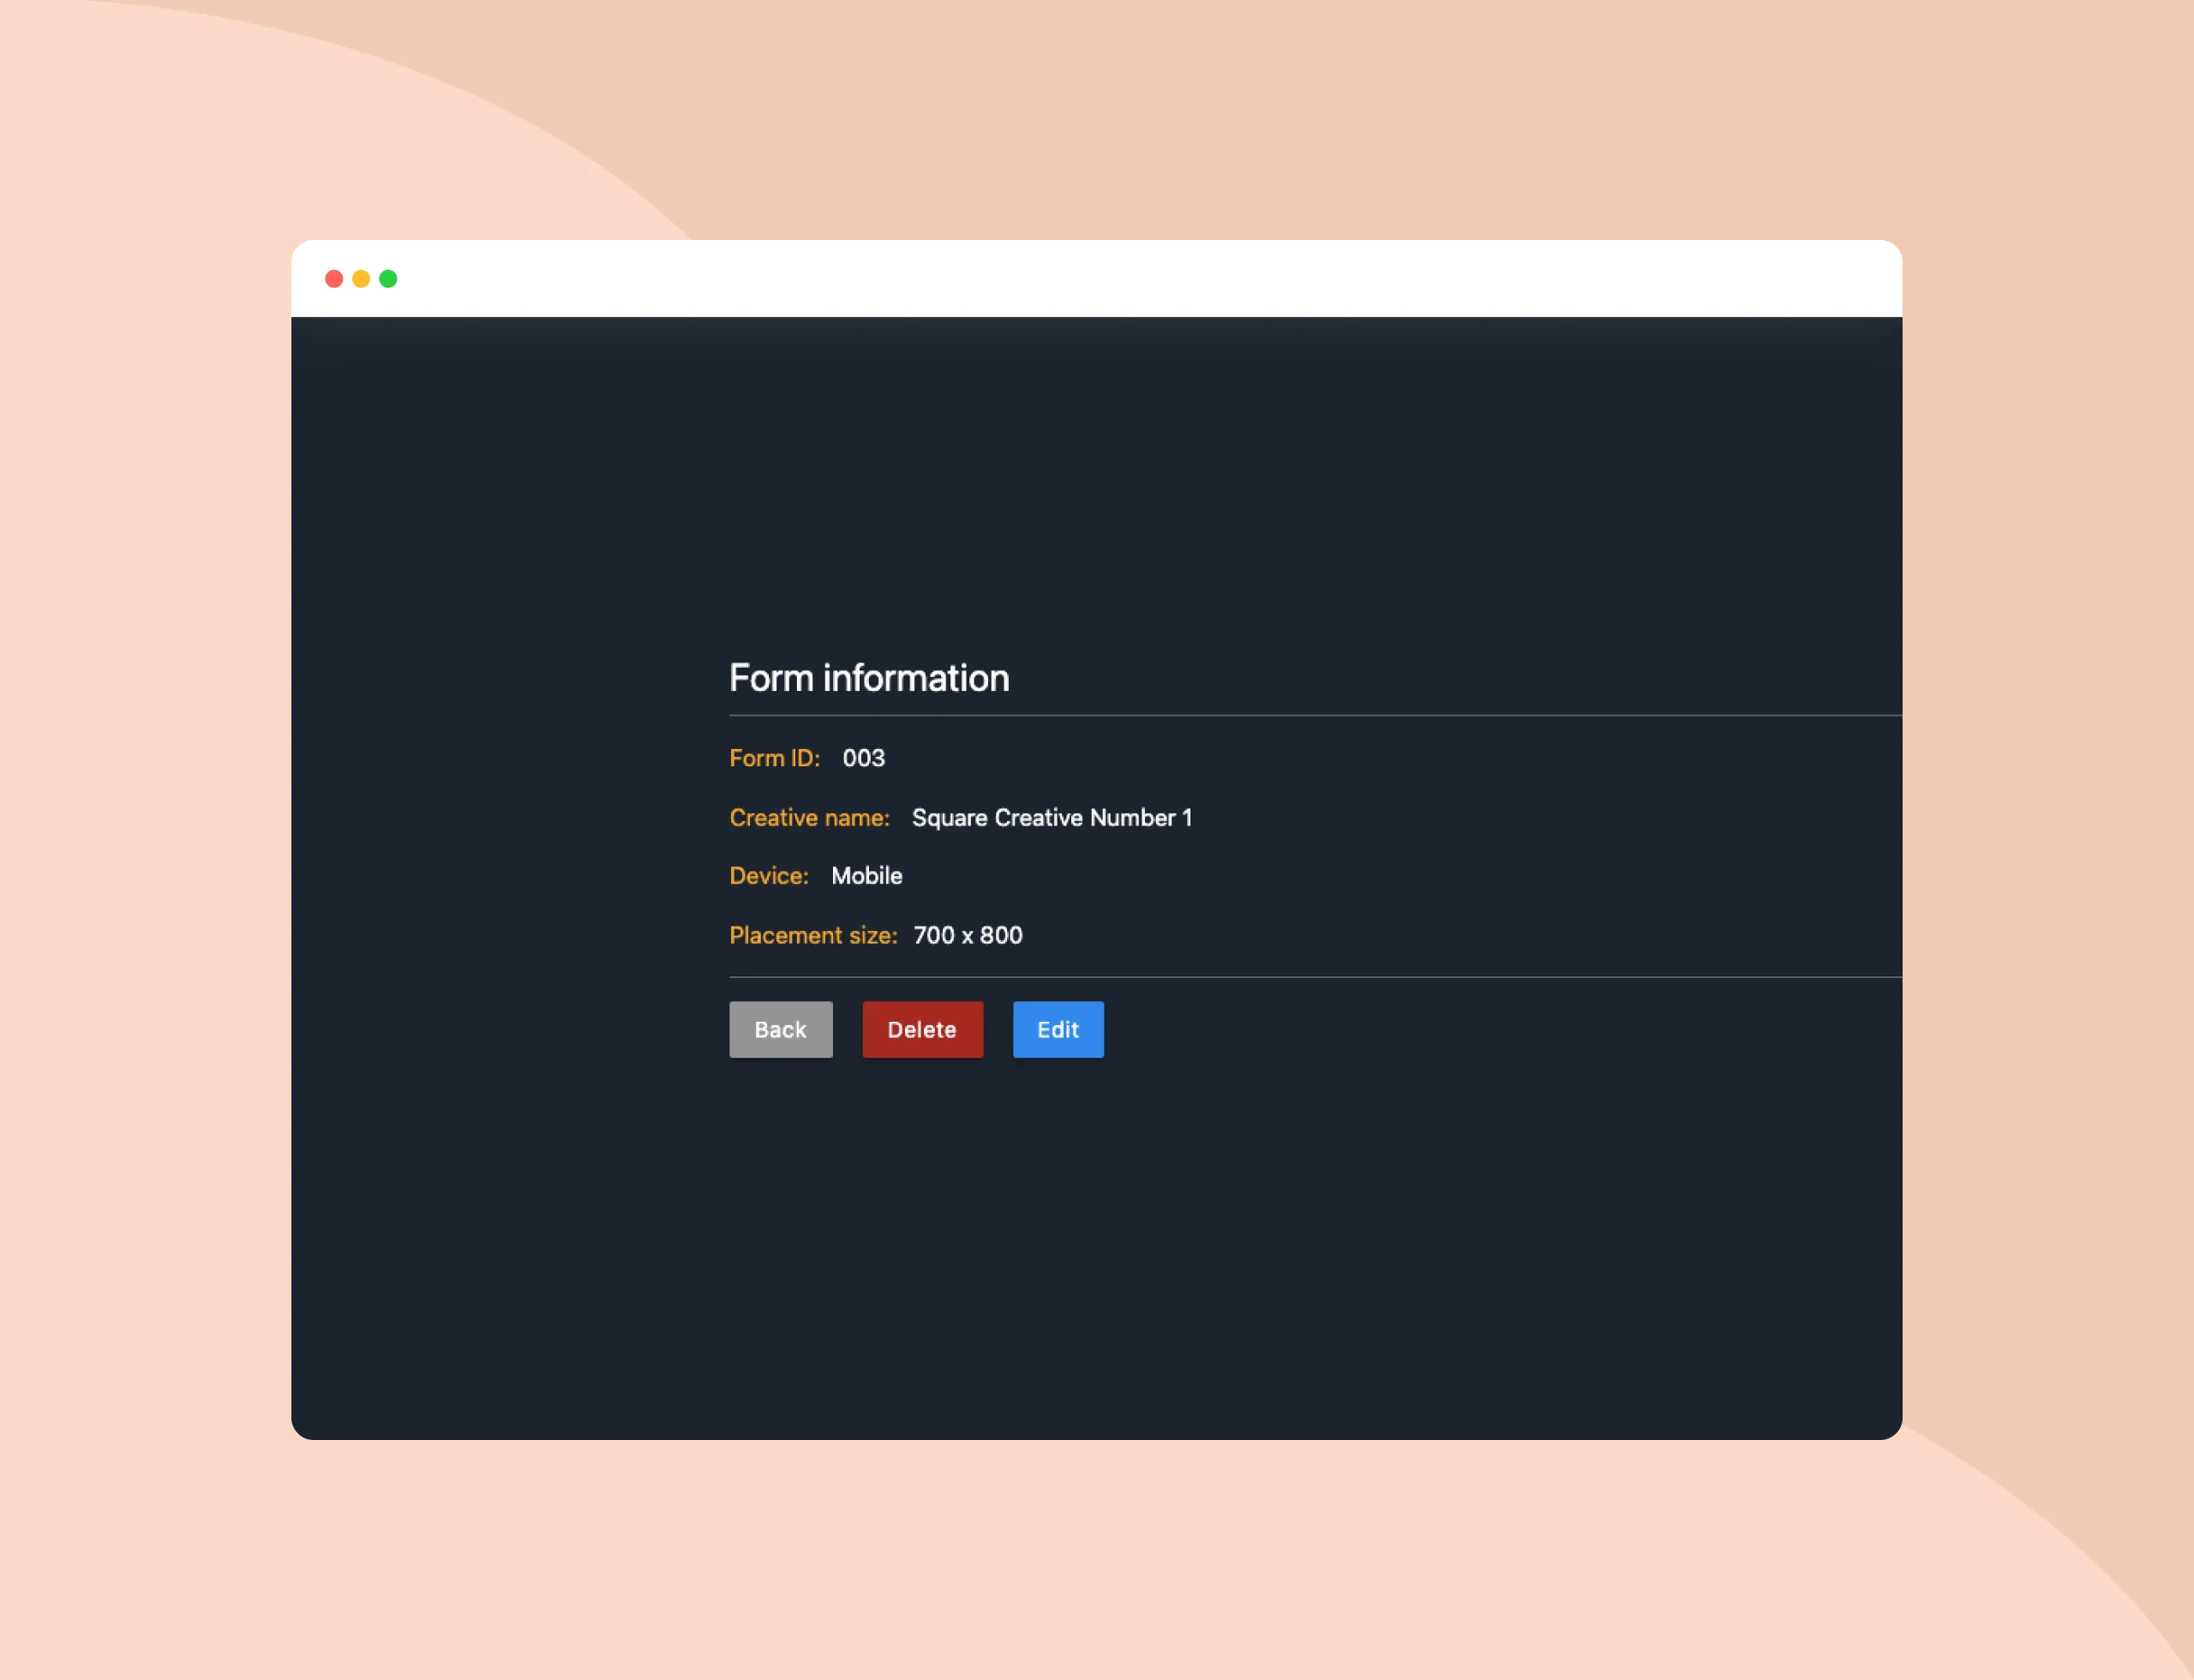 Form information
Form ID: 003
Creative name: Square Creative Number 1
Device: Mobile
Placement size: 700 x 800
Back Delete Edit